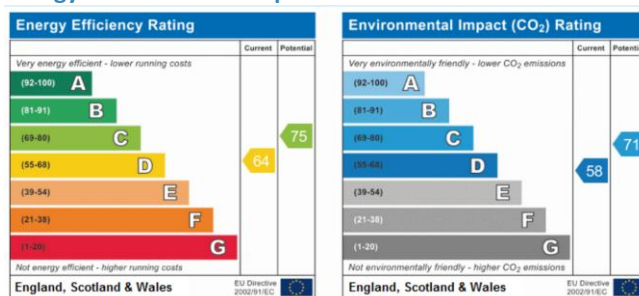 Energy Efficiency Rating
Current Potential
Very energy efficient - lower running costs
(92-100) A
(81-91) B
(69-80) C
(55-68) D
(39-54) E
(21-38) F
(1-20) G
64
75
Not energy efficient - higher running costs
England, Scotland & Wales
EU Directive
2002/91/EC
Environmental Impact (CO₂) Rating
Current Potential
Very environmentally friendly - lower CO₂ emissions
(92-100) A
(81-91) B
(69-80) C
(55-68) D
(39-54) E
(21-38) F
(1-20) G
58
71
Not environmentally friendly - higher CO₂ emissions
England, Scotland & Wales
EU Directive
2002/91/EC